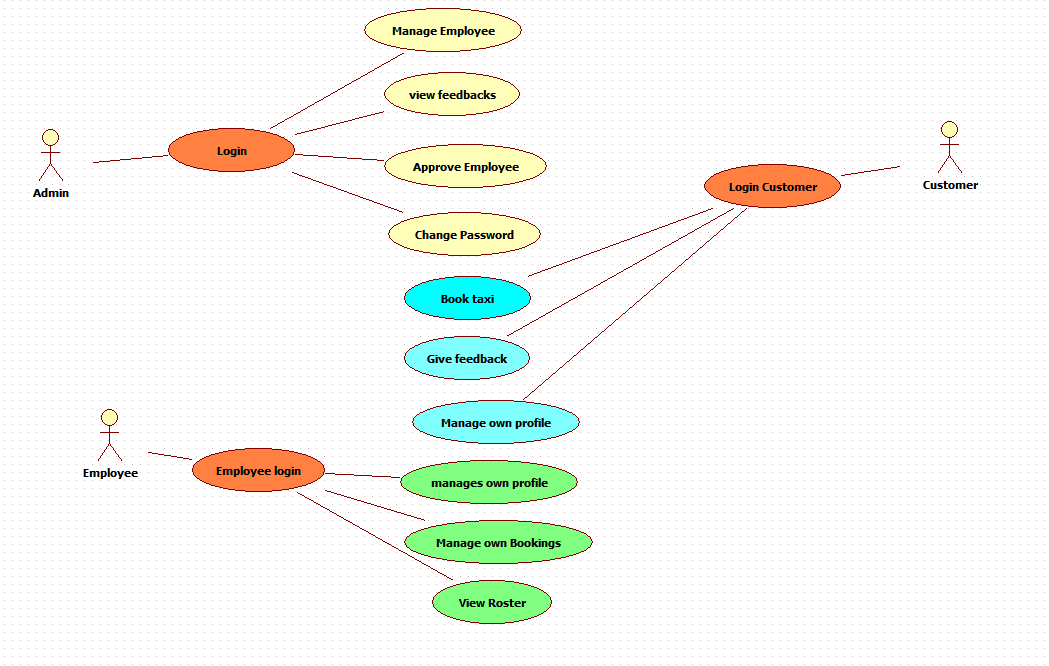 Manage Employee
view feedbacks
Login
Approve Employee
Admin
Login Customer
Customer
Change Password
Book taxi
Give feedback
Manage own profile
Employee
Employee login
manages own profile
Manage own Bookings
View Roster